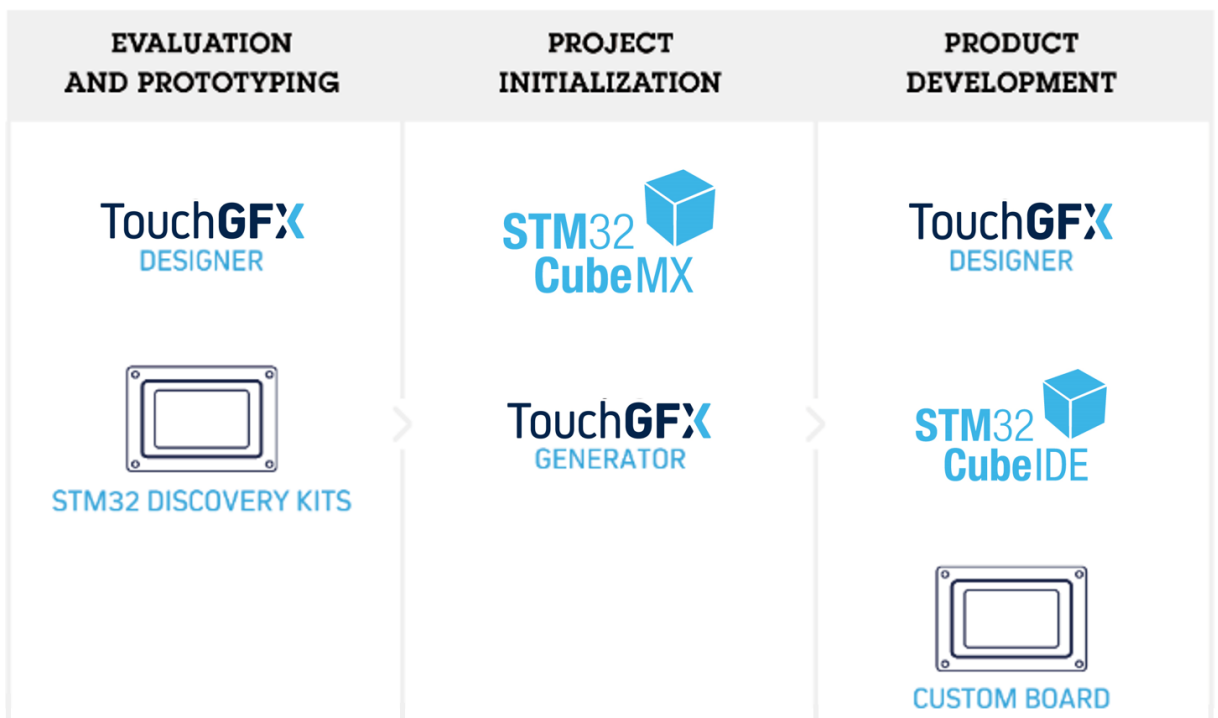 EVALUATION
AND PROTOTYPING
TouchGFX
DESIGNER
STM32 DISCOVERY KITS
PROJECT
INITIALIZATION
STM32
CubeMX
TouchGFX
GENERATOR
PRODUCT
DEVELOPMENT
TouchGFX
DESIGNER
STM32
CubeIDE
CUSTOM BOARD